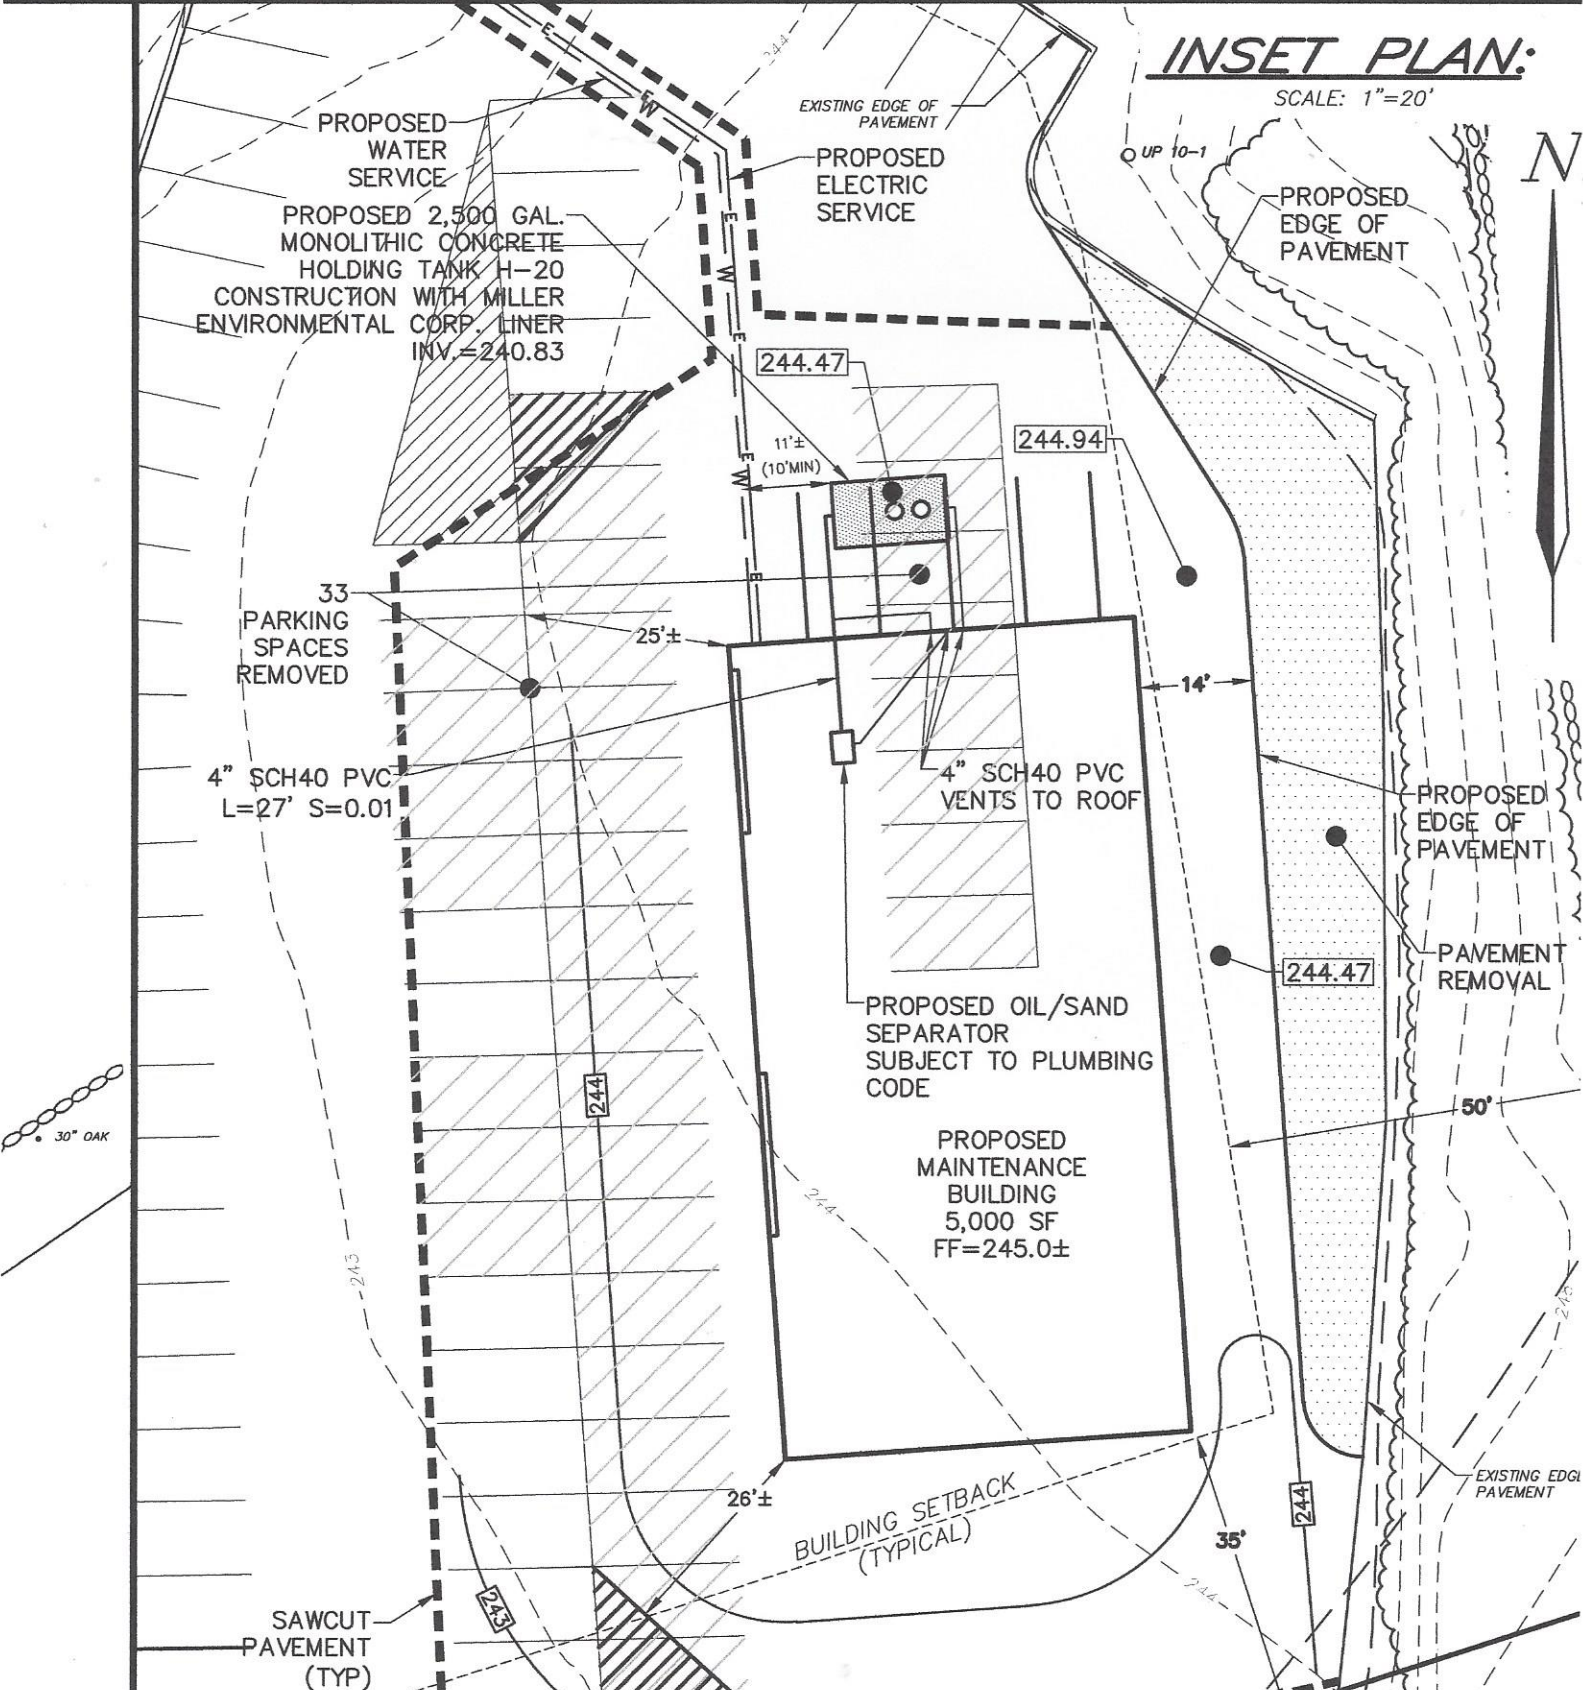 INSET PLAN:
SCALE: 1"=20'
N
244
E
E
W
PROPOSED
WATER
SERVICE
EXISTING EDGE OF
PAVEMENT
PROPOSED
ELECTRIC
SERVICE
UP 10-1
PROPOSED
EDGE OF
PAVEMENT
PROPOSED 2,500 GAL.
MONOLITHIC CONCRETE
HOLDING TANK H-20
CONSTRUCTION WITH MILLER
ENVIRONMENTAL CORP. LINER
INV.=240.83
E
W
E
244.47
244.94
11'±
(10'MIN)
E
W
E
33
PARKING
SPACES
REMOVED
25'±
14'
4" SCH40 PVC
L=27' S=0.01
4" SCH40 PVC
VENTS TO ROOF
PROPOSED
EDGE OF
PAVEMENT
PAVEMENT
REMOVAL
244.47
PROPOSED OIL/SAND
SEPARATOR
SUBJECT TO PLUMBING
CODE
244
50'
30" OAK
PROPOSED
MAINTENANCE
BUILDING
5,000 SF
FF=245.0±
244
243
246
EXISTING EDGE
PAVEMENT
26'±
BUILDING SETBACK
(TYPICAL)
244
35'
244
243
SAWCUT
PAVEMENT
(TYP)